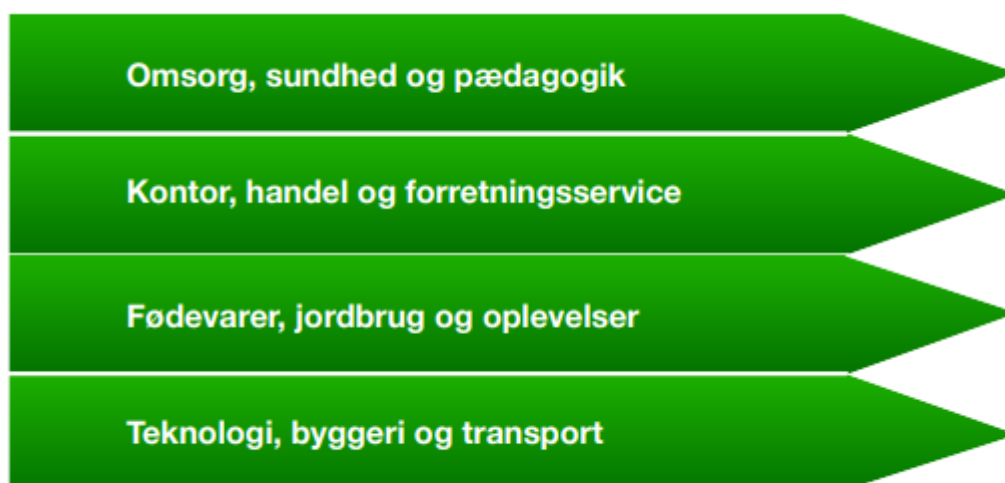 Omsorg, sundhed og pædagogik
Kontor, handel og forretningsservice
Fødevarer, jordbrug og oplevelser
Teknologi, byggeri og transport